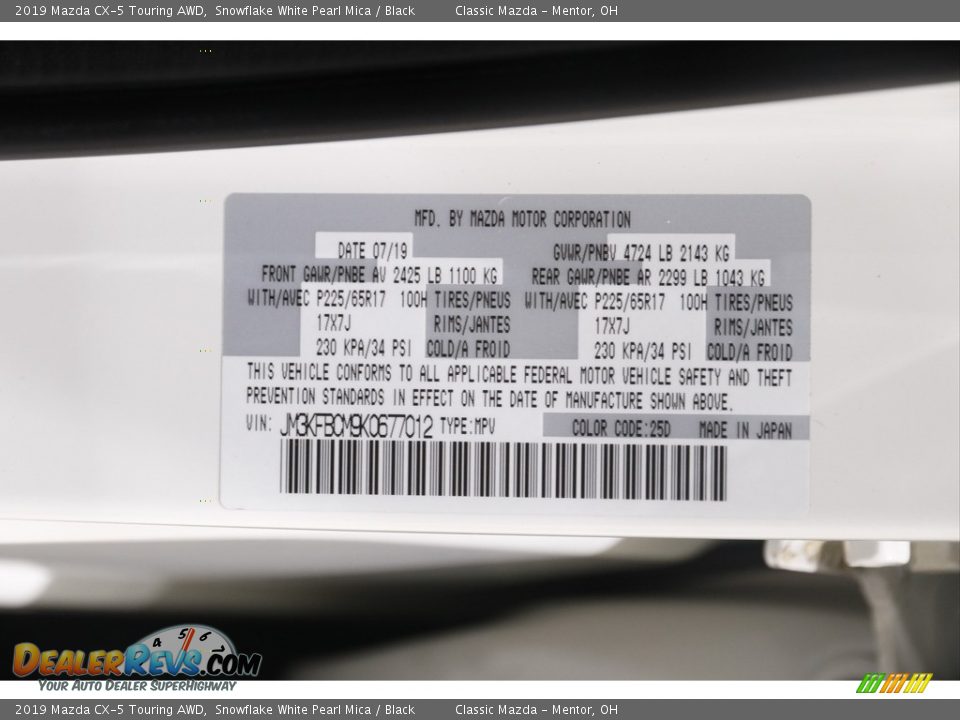 2019 Mazda CX-5 Touring AWD, Snowflake White Pearl Mica / Black Classic Mazda - Mentor, OH
MFD. BY MAZDA MOTOR CORPORATION
DATE 07/19 GVWR/PNBV 4724 LB 2143 KG
FRONT GAWR/PNBE AV 2425 LB 1100 KG REAR GAWR/PNBE AR 2299 LB 1043 KG
WITH/AVEC P225/65R17 100H TIRES/PNEUS WITH/AVEC P225/65R17 100H TIRES/PNEUS
17X7J RIMS/JANTES 17X7J RIMS/JANTES
230 KPA/34 PSI COLD/A FROID 230 KPA/34 PSI COLD/A FROID
THIS VEHICLE CONFORMS TO ALL APPLICABLE FEDERAL MOTOR VEHICLE SAFETY AND THEFT
PREVENTION STANDARDS IN EFFECT ON THE DATE OF MANUFACTURE SHOWN ABOVE.
VIN: JM3KFBCM9K0677012 TYPE:MPV COLOR CODE:25D MADE IN JAPAN
4 5 6
DEALERREVS.COM
YOUR AUTO DEALER SUPERHIGHWAY
2019 Mazda CX-5 Touring AWD, Snowflake White Pearl Mica / Black Classic Mazda - Mentor, OH